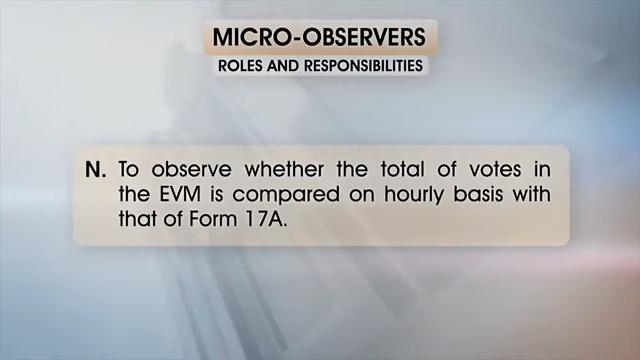 MICRO-OBSERVERS
ROLES AND RESPONSIBILITIES
N. To observe whether the total of votes in
the EVM is compared on hourly basis with
that of Form 17A.